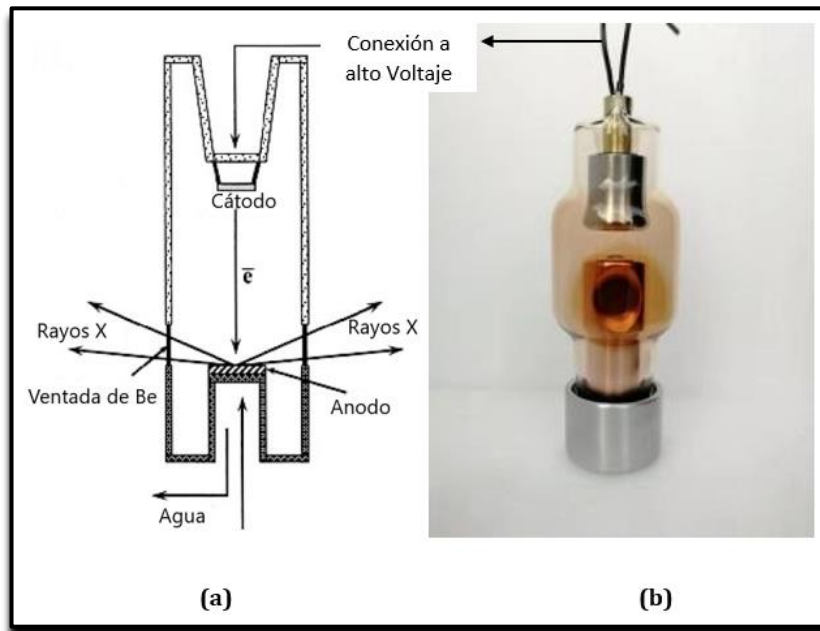 Conexión a
alto Voltaje
Cátodo
e̅
Rayos X
Rayos X
Ventada de Be
Anodo
Agua
(a)
(b)